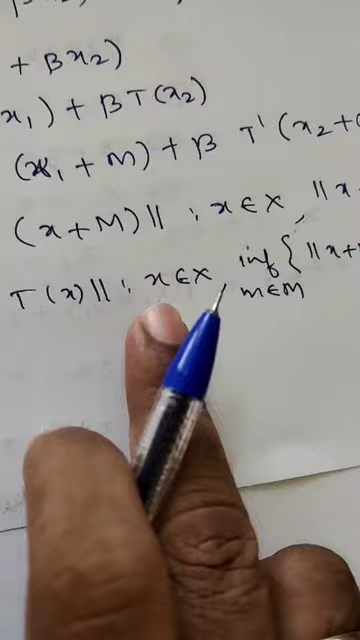 + βx₂)
x₁) + βT(x₂)
(x₁ + M) + β T'(x₂+
(x+M)|| : x∈X, ||x
T(x)|| : x∈X, inf {||x+
m∈M